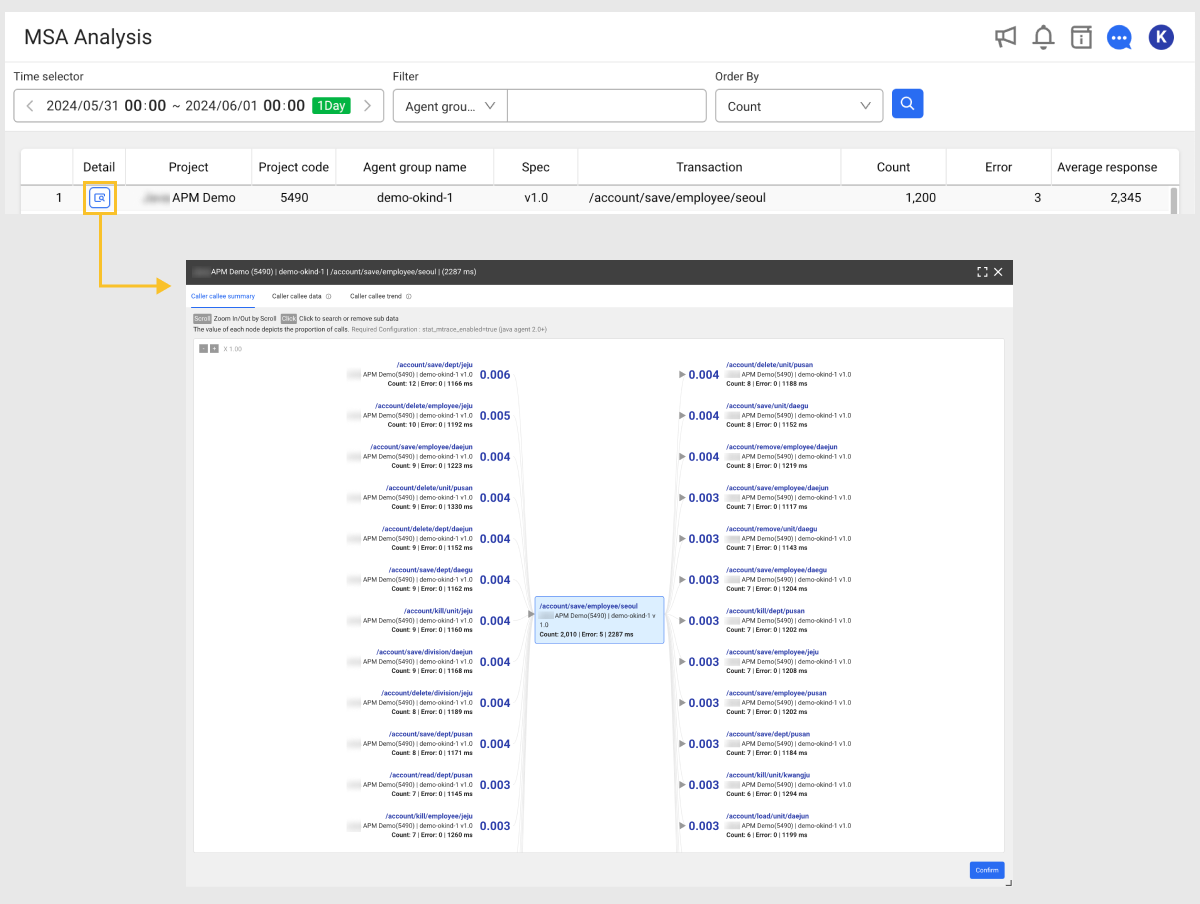 MSA Analysis
K
Time selector
Filter
Order By
2024/05/31 00:00 ~ 2024/06/01 00:00 1Day
Agent grou...
Count
Detail Project Project code Agent group name Spec Transaction Count Error Average response
1 APM Demo 5490 demo-okind-1 v1.0 /account/save/employee/seoul 1,200 3 2,345
APM Demo (5490) | demo-okind-1 | /account/save/employee/seoul | (2287 ms)
Caller callee summary Caller callee data Caller callee trend
Scroll Zoom In/Out by Scroll Click Click to search or remove sub data
The value of each node depicts the proportion of calls. Required Configuration : stat_mtrace_enabled=true (java agent 2.0+)
- + X 1.00
/account/save/dept/jeju
APM Demo(5490) | demo-okind-1 v1.0 0.006
Count: 12 | Error: 0 | 1166 ms
/account/delete/employee/jeju
APM Demo(5490) | demo-okind-1 v1.0 0.005
Count: 10 | Error: 0 | 1192 ms
/account/save/employee/daejun
APM Demo(5490) | demo-okind-1 v1.0 0.004
Count: 9 | Error: 0 | 1223 ms
/account/delete/unit/pusan
APM Demo(5490) | demo-okind-1 v1.0 0.004
Count: 9 | Error: 0 | 1330 ms
/account/delete/dept/daejun
APM Demo(5490) | demo-okind-1 v1.0 0.004
Count: 9 | Error: 0 | 1152 ms
/account/save/dept/daegu
APM Demo(5490) | demo-okind-1 v1.0 0.004
Count: 9 | Error: 0 | 1162 ms
/account/kill/unit/jeju
APM Demo(5490) | demo-okind-1 v1.0 0.004
Count: 9 | Error: 0 | 1160 ms
/account/save/division/daejun
APM Demo(5490) | demo-okind-1 v1.0 0.004
Count: 9 | Error: 0 | 1168 ms
/account/delete/division/jeju
APM Demo(5490) | demo-okind-1 v1.0 0.004
Count: 8 | Error: 0 | 1189 ms
/account/save/dept/pusan
APM Demo(5490) | demo-okind-1 v1.0 0.004
Count: 8 | Error: 0 | 1171 ms
/account/read/dept/pusan
APM Demo(5490) | demo-okind-1 v1.0 0.003
Count: 7 | Error: 0 | 1145 ms
/account/kill/employee/jeju
APM Demo(5490) | demo-okind-1 v1.0 0.003
Count: 7 | Error: 0 | 1260 ms
/account/save/employee/seoul
APM Demo(5490) | demo-okind-1 v
1.0
Count: 2,010 | Error: 5 | 2287 ms
/account/delete/unit/pusan
0.004 APM Demo(5490) | demo-okind-1 v1.0
Count: 8 | Error: 0 | 1188 ms
/account/save/unit/daegu
0.004 APM Demo(5490) | demo-okind-1 v1.0
Count: 8 | Error: 0 | 1152 ms
/account/remove/employee/daejun
0.004 APM Demo(5490) | demo-okind-1 v1.0
Count: 8 | Error: 0 | 1219 ms
/account/save/employee/daejun
0.003 APM Demo(5490) | demo-okind-1 v1.0
Count: 7 | Error: 0 | 1117 ms
/account/remove/unit/daegu
0.003 APM Demo(5490) | demo-okind-1 v1.0
Count: 7 | Error: 0 | 1143 ms
/account/save/employee/daegu
0.003 APM Demo(5490) | demo-okind-1 v1.0
Count: 7 | Error: 0 | 1204 ms
/account/kill/dept/pusan
0.003 APM Demo(5490) | demo-okind-1 v1.0
Count: 7 | Error: 0 | 1202 ms
/account/save/employee/jeju
0.003 APM Demo(5490) | demo-okind-1 v1.0
Count: 7 | Error: 0 | 1208 ms
/account/save/employee/pusan
0.003 APM Demo(5490) | demo-okind-1 v1.0
Count: 7 | Error: 0 | 1202 ms
/account/save/dept/pusan
0.003 APM Demo(5490) | demo-okind-1 v1.0
Count: 7 | Error: 0 | 1184 ms
/account/kill/unit/kwangju
0.003 APM Demo(5490) | demo-okind-1 v1.0
Count: 6 | Error: 0 | 1294 ms
/account/load/unit/daejun
0.003 APM Demo(5490) | demo-okind-1 v1.0
Count: 6 | Error: 0 | 1199 ms
Confirm